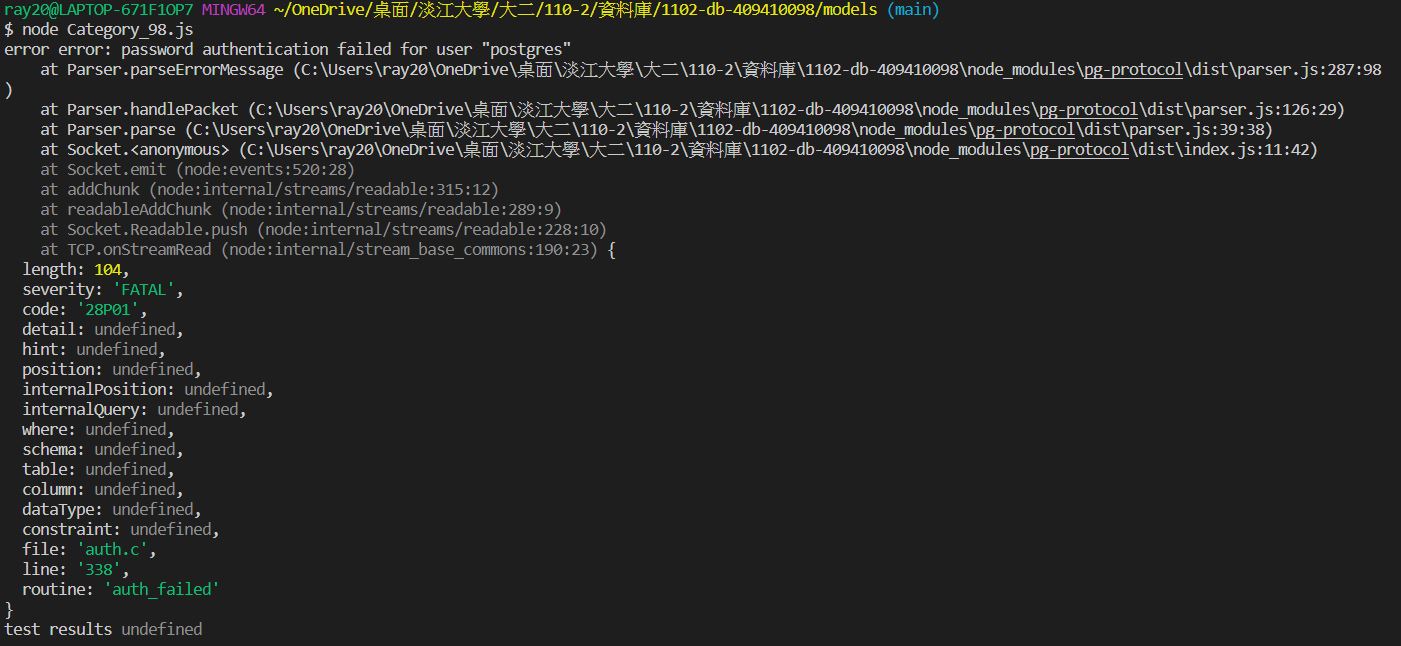 ray20@LAPTOP-671F1OP7 MINGW64 ~/OneDrive/桌面/淡江大學/大二/110-2/資料庫/1102-db-409410098/models (main)
$ node Category_98.js
error error: password authentication failed for user "postgres"
    at Parser.parseErrorMessage (C:\Users\ray20\OneDrive\桌面\淡江大學\大二\110-2\資料庫\1102-db-409410098\node_modules\pg-protocol\dist\parser.js:287:98
)
    at Parser.handlePacket (C:\Users\ray20\OneDrive\桌面\淡江大學\大二\110-2\資料庫\1102-db-409410098\node_modules\pg-protocol\dist\parser.js:126:29)
    at Parser.parse (C:\Users\ray20\OneDrive\桌面\淡江大學\大二\110-2\資料庫\1102-db-409410098\node_modules\pg-protocol\dist\parser.js:39:38)
    at Socket.<anonymous> (C:\Users\ray20\OneDrive\桌面\淡江大學\大二\110-2\資料庫\1102-db-409410098\node_modules\pg-protocol\dist\index.js:11:42)
    at Socket.emit (node:events:520:28)
    at addChunk (node:internal/streams/readable:315:12)
    at readableAddChunk (node:internal/streams/readable:289:9)
    at Socket.Readable.push (node:internal/streams/readable:228:10)
    at TCP.onStreamRead (node:internal/stream_base_commons:190:23) {
  length: 104,
  severity: 'FATAL',
  code: '28P01',
  detail: undefined,
  hint: undefined,
  position: undefined,
  internalPosition: undefined,
  internalQuery: undefined,
  where: undefined,
  schema: undefined,
  table: undefined,
  column: undefined,
  dataType: undefined,
  constraint: undefined,
  file: 'auth.c',
  line: '338',
  routine: 'auth_failed'
}
test results undefined